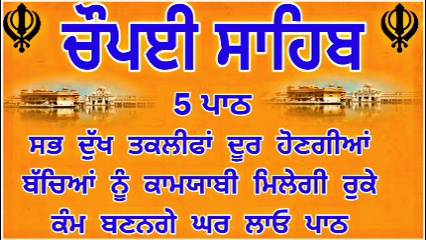 ਚੌਪਈ ਸਾਹਿਬ
5 ਪਾਠ
ਸਭ ਦੁੱਖ ਤਕਲੀਫਾਂ ਦੂਰ ਹੋਣਗੀਆਂ
ਬੱਚਿਆਂ ਨੂੰ ਕਾਮਯਾਬੀ ਮਿਲੇਗੀ ਰੁਕੇ
ਕੰਮ ਬਣਨਗੇ ਘਰ ਲਾਓ ਪਾਠ